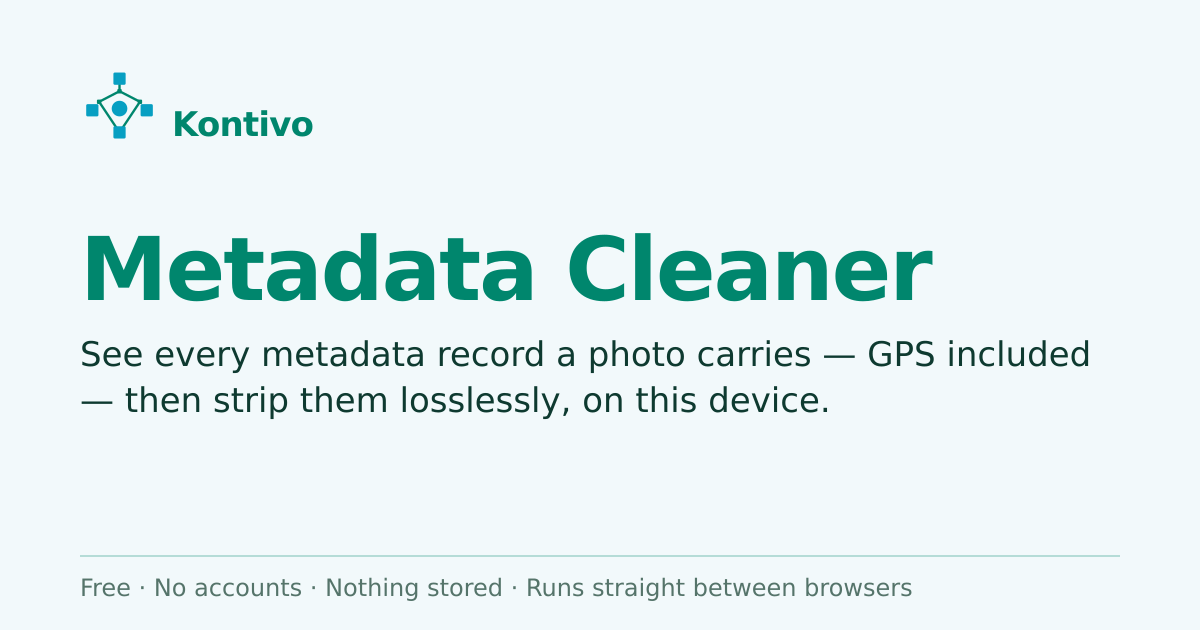 Kontivo
Metadata Cleaner
See every metadata record a photo carries — GPS included
— then strip them losslessly, on this device.
Free · No accounts · Nothing stored · Runs straight between browsers